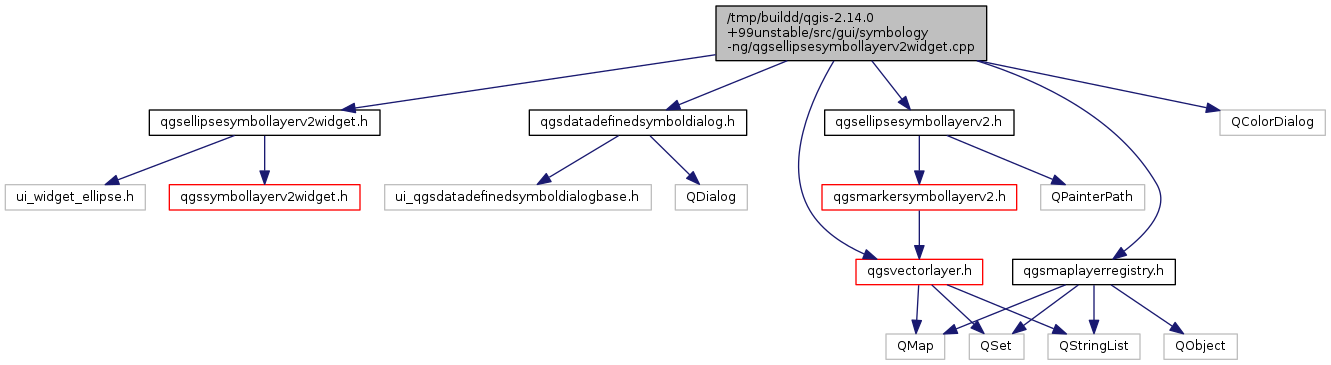 /tmp/buildd/qgis-2.14.0
+99unstable/src/gui/symbology
-ng/qgsellipsesymbollayerv2widget.cpp
qgsellipsesymbollayerv2widget.h
qgsdatadefinedsymboldialog.h
qgsellipsesymbollayerv2.h
QColorDialog
ui_widget_ellipse.h
qgssymbollayerv2widget.h
ui_qgsdatadefinedsymboldialogbase.h
QDialog
qgsmarkersymbollayerv2.h
QPainterPath
qgsvectorlayer.h
qgsmaplayerregistry.h
QMap
QSet
QStringList
QObject